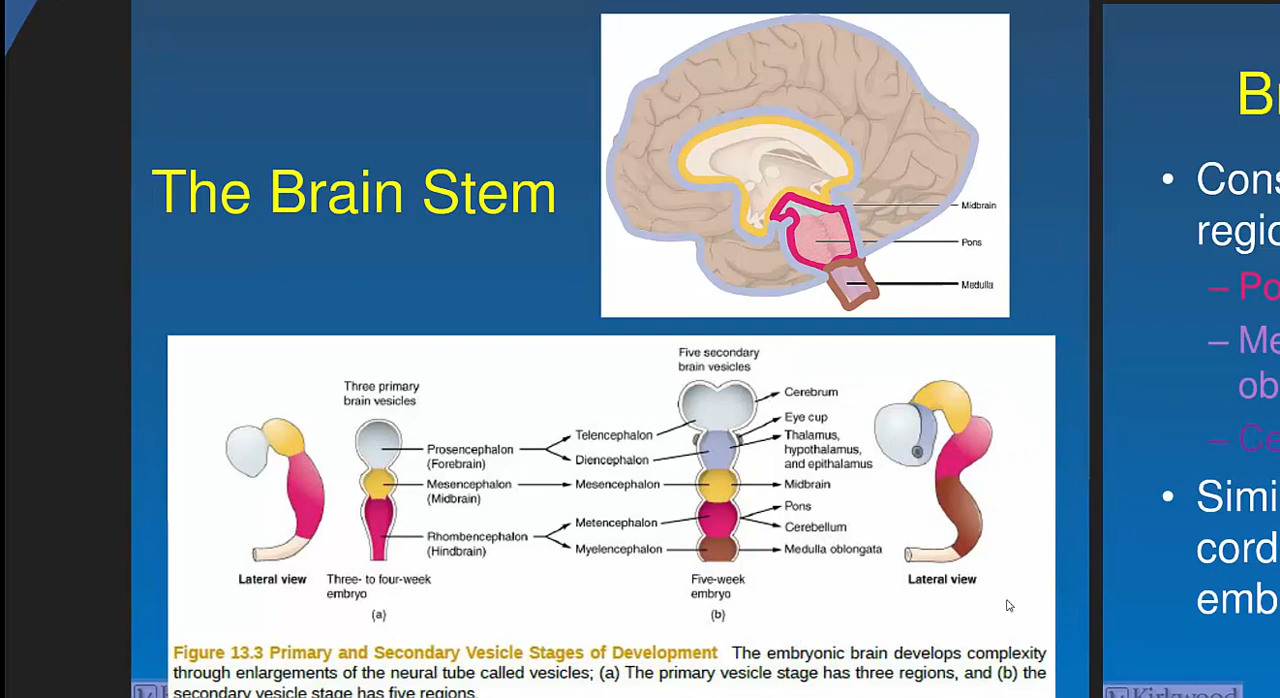 The Brain Stem
Midbrain
Pons
Medulla
Five secondary
brain vesicles
Three primary
brain vesicles
Cerebrum
Eye cup
Telencephalon
Thalamus,
hypothalamus,
and epithalamus
Prosencephalon
(Forebrain)
Diencephalon
Mesencephalon
(Midbrain)
Mesencephalon
Midbrain
Pons
Metencephalon
Cerebellum
Rhombencephalon
(Hindbrain)
Myelencephalon
Medulla oblongata
Lateral view
Three- to four-week
embryo
(a)
Five-week
embryo
(b)
Lateral view
Figure 13.3 Primary and Secondary Vesicle Stages of Development The embryonic brain develops complexity
through enlargements of the neural tube called vesicles; (a) The primary vesicle stage has three regions, and (b) the
secondary vesicle stage has five regions.
• 
regi
– Po
– Me
ob
– Ce
• Simi
cord
emb
Kirkwood